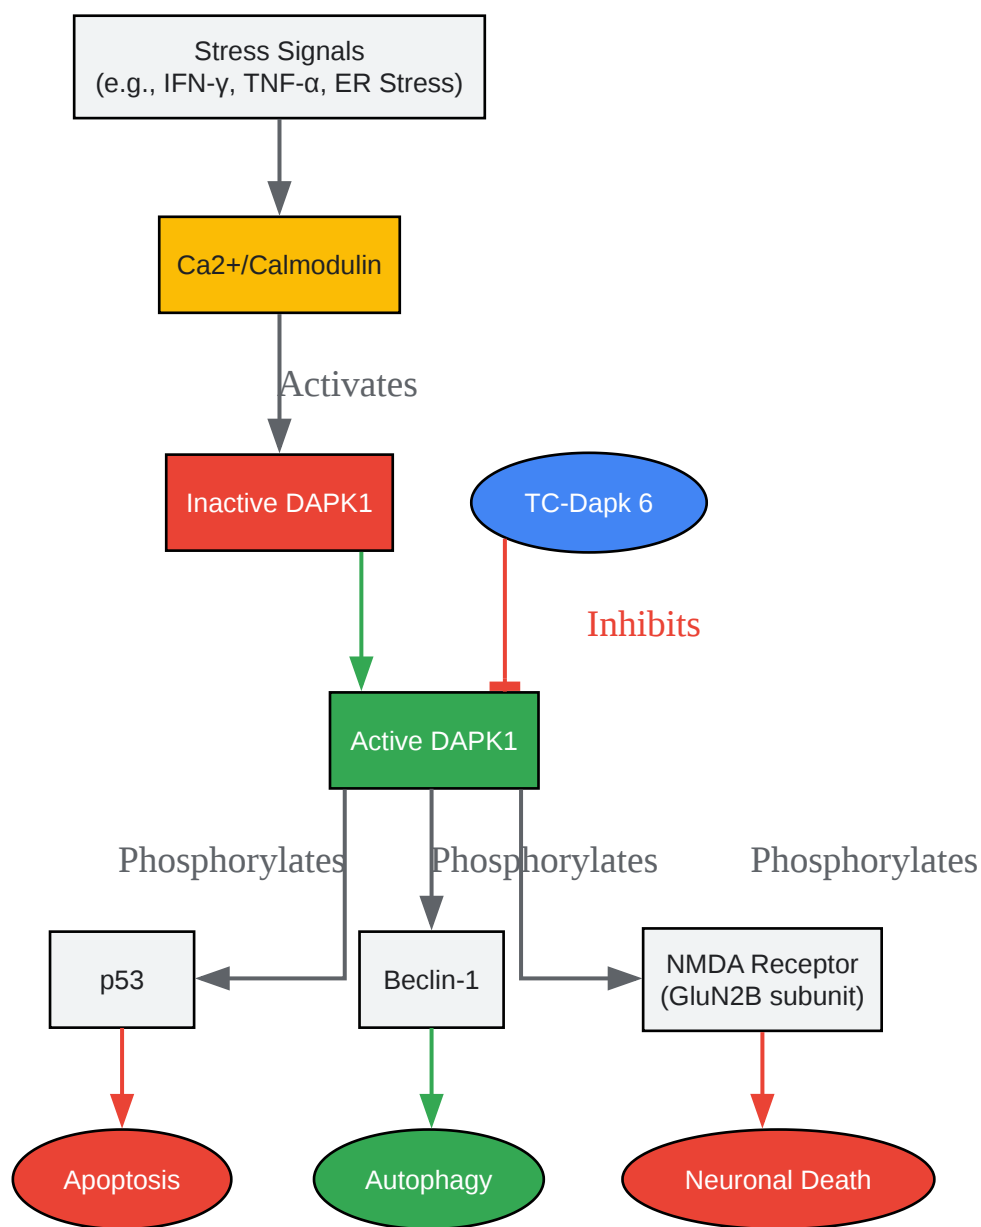 Stress Signals
(e.g., IFN-γ, TNF-α, ER Stress)
Ca2+/Calmodulin
Activates
Inactive DAPK1
TC-Dapk 6
Inhibits
Active DAPK1
Phosphorylates
Phosphorylates
Phosphorylates
p53
Beclin-1
NMDA Receptor
(GluN2B subunit)
Apoptosis
Autophagy
Neuronal Death